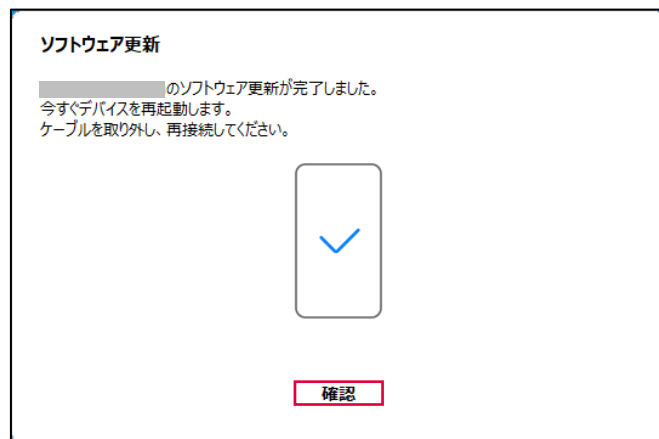 ソフトウェア更新
のソフトウェア更新が完了しました。
今すぐデバイスを再起動します。
ケーブルを取り外し、再接続してください。
確認